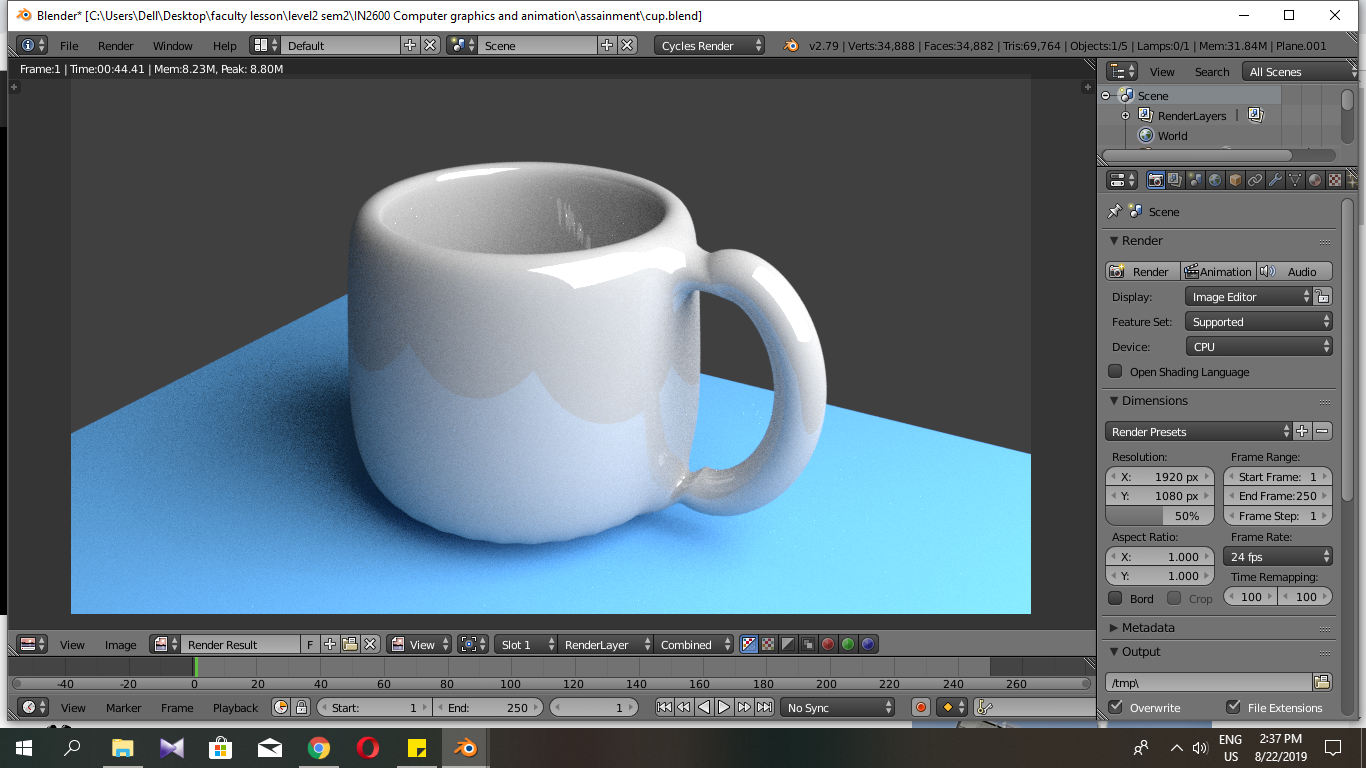 Blender* [C:\Users\Dell\Desktop\faculty lesson\level2 sem2\IN2600 Computer graphics and animation\assainment\cup.blend]
File Render Window Help Default Scene Cycles Render v2.79 | Verts:34,888 | Faces:34,882 | Tris:69,764 | Objects:1/5 | Lamps:0/1 | Mem:31.84M | Plane.001
Frame:1 | Time:00:44.41 | Mem:8.23M, Peak: 8.80M
View Search All Scenes
Scene
RenderLayers |
World
Scene
Render
Render Animation Audio
Display: Image Editor
Feature Set: Supported
Device: CPU
Open Shading Language
Dimensions
Render Presets
Resolution: Frame Range:
X: 1920 px Start Frame: 1
Y: 1080 px End Frame:250
50% Frame Step: 1
Aspect Ratio: Frame Rate:
X: 1.000 24 fps
Y: 1.000 Time Remapping:
Bord Crop 100 100
Metadata
Output
/tmp\
Overwrite File Extensions
View Image Render Result F View Slot 1 RenderLayer Combined
-40 -20 0 20 40 60 80 100 120 140 160 180 200 220 240 260
View Marker Frame Playback Start: 1 End: 250 1 No Sync
ENG 2:37 PM
US 8/22/2019